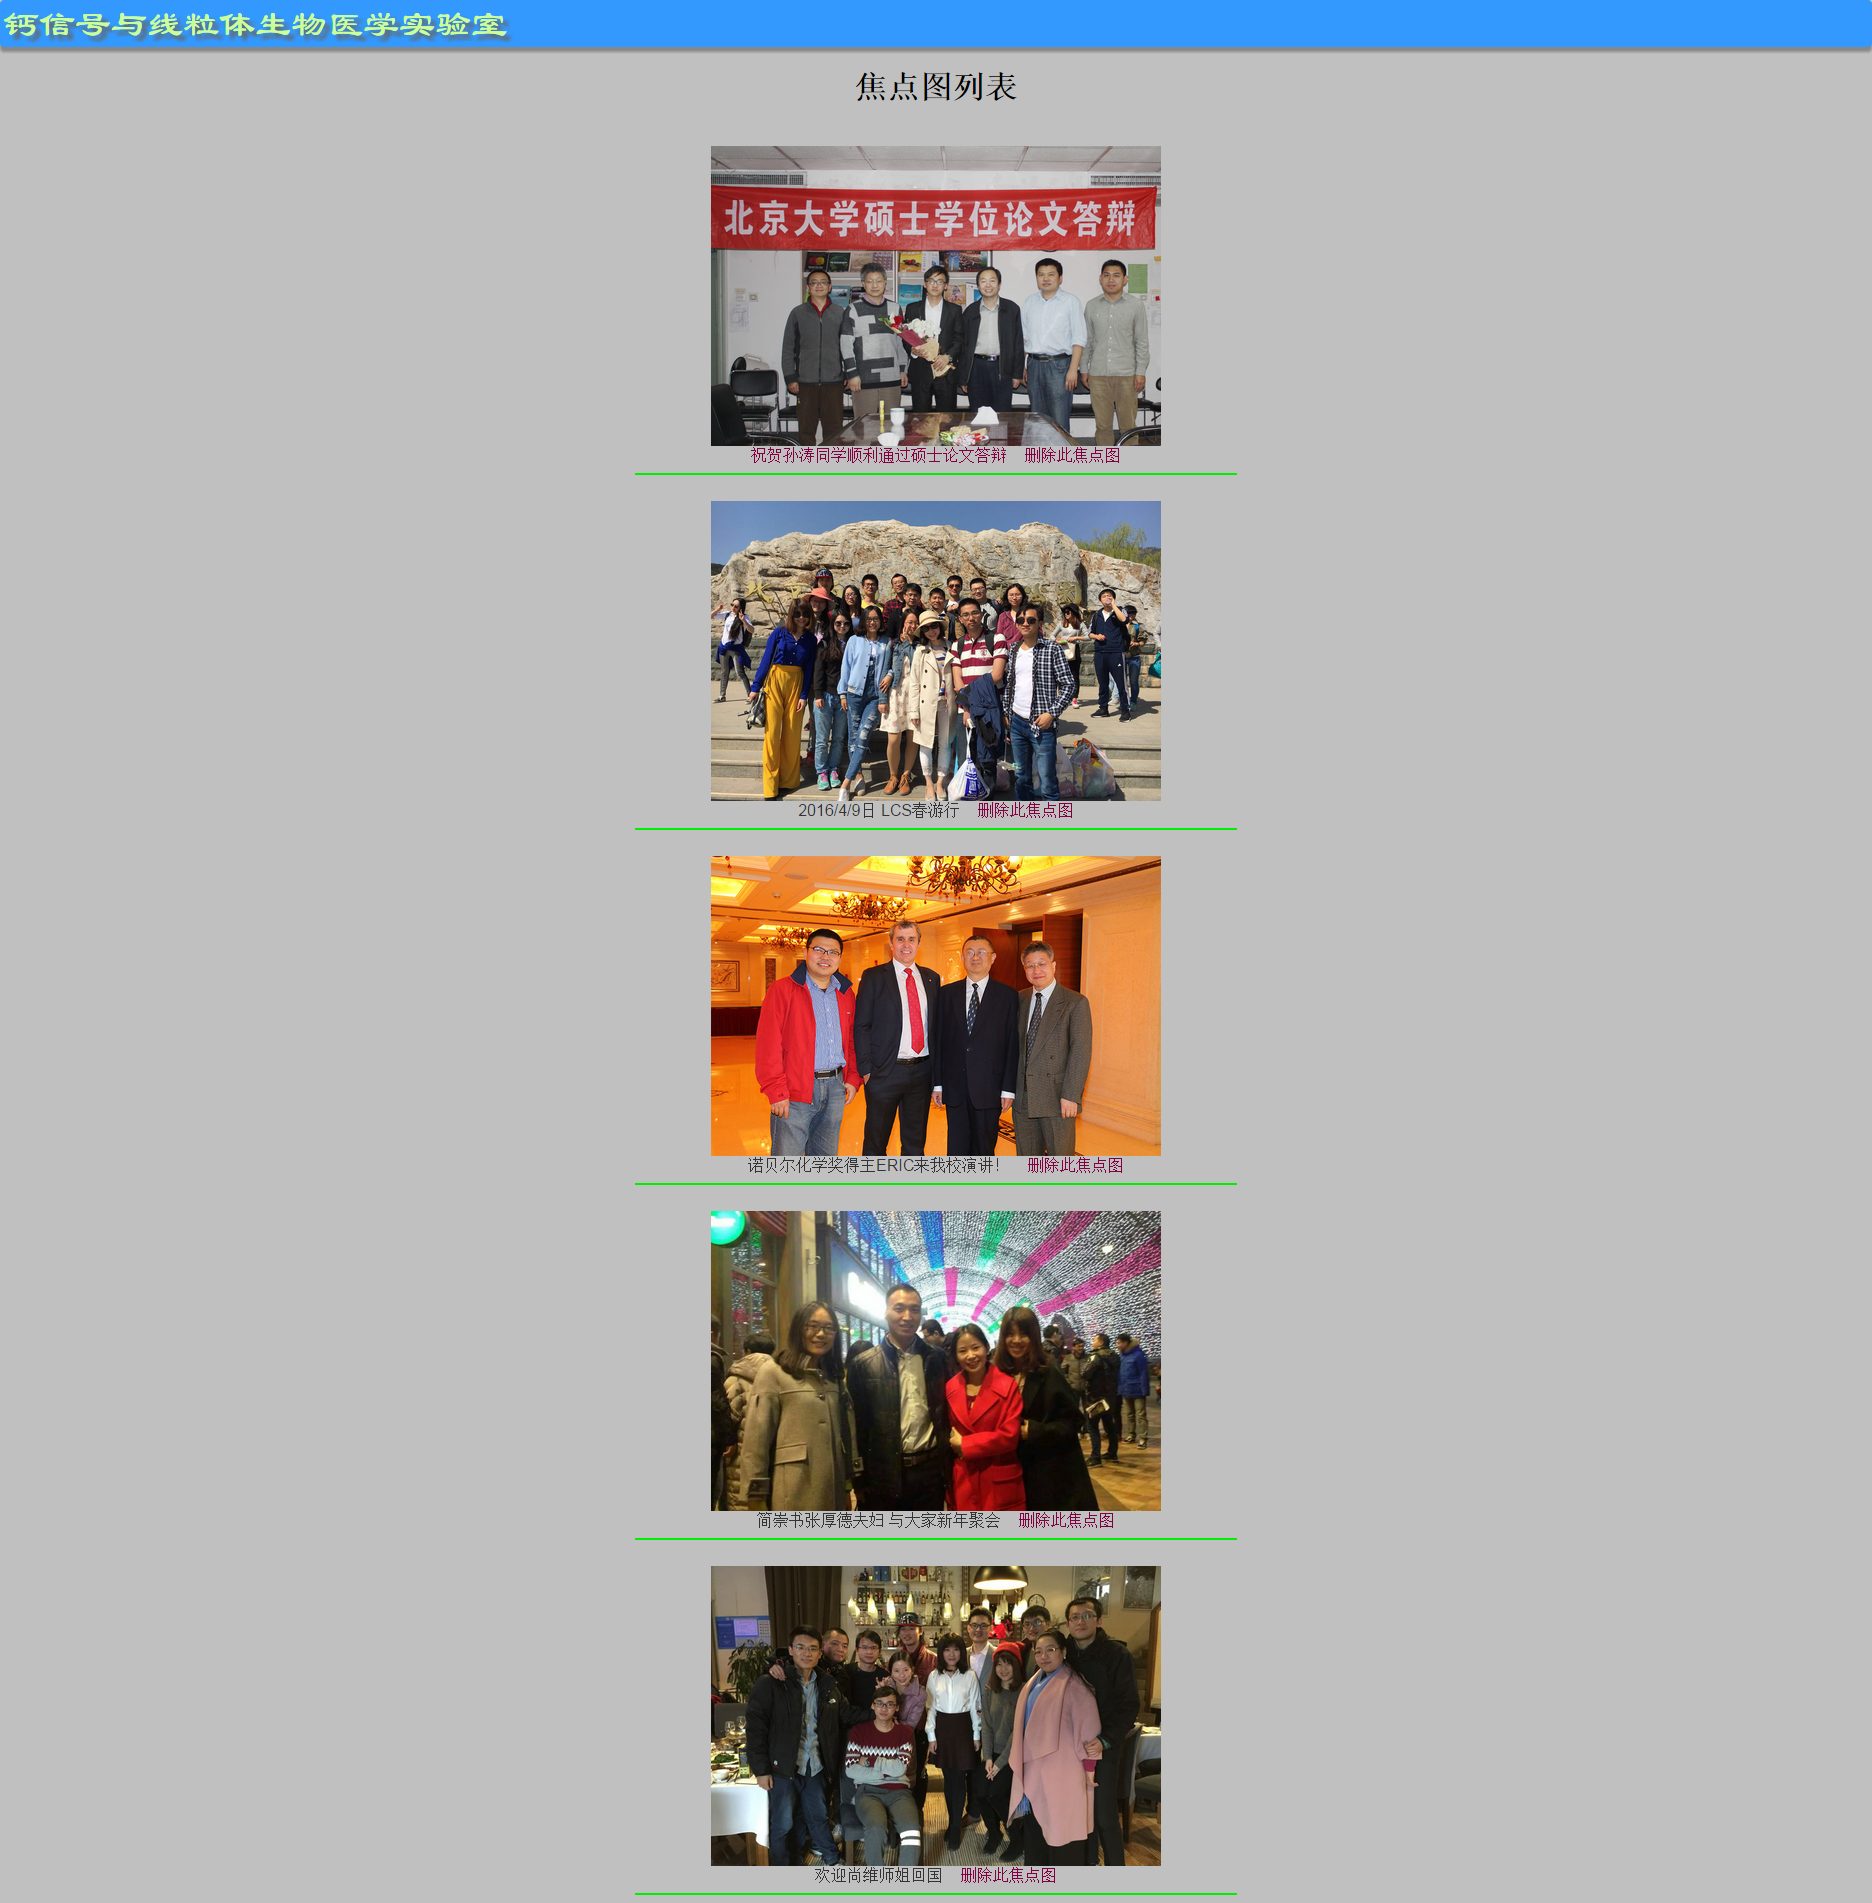 钙信号与线粒体生物医学实验室
焦点图列表
北京大学硕士学位论文答辩
祝贺孙涛同学顺利通过硕士论文答辩 删除此焦点图
2016/4/9日 LCS春游行 删除此焦点图
诺贝尔化学奖得主ERIC来我校演讲! 删除此焦点图
简崇书张厚德夫妇 与大家新年聚会 删除此焦点图
欢迎尚维师姐回国 删除此焦点图